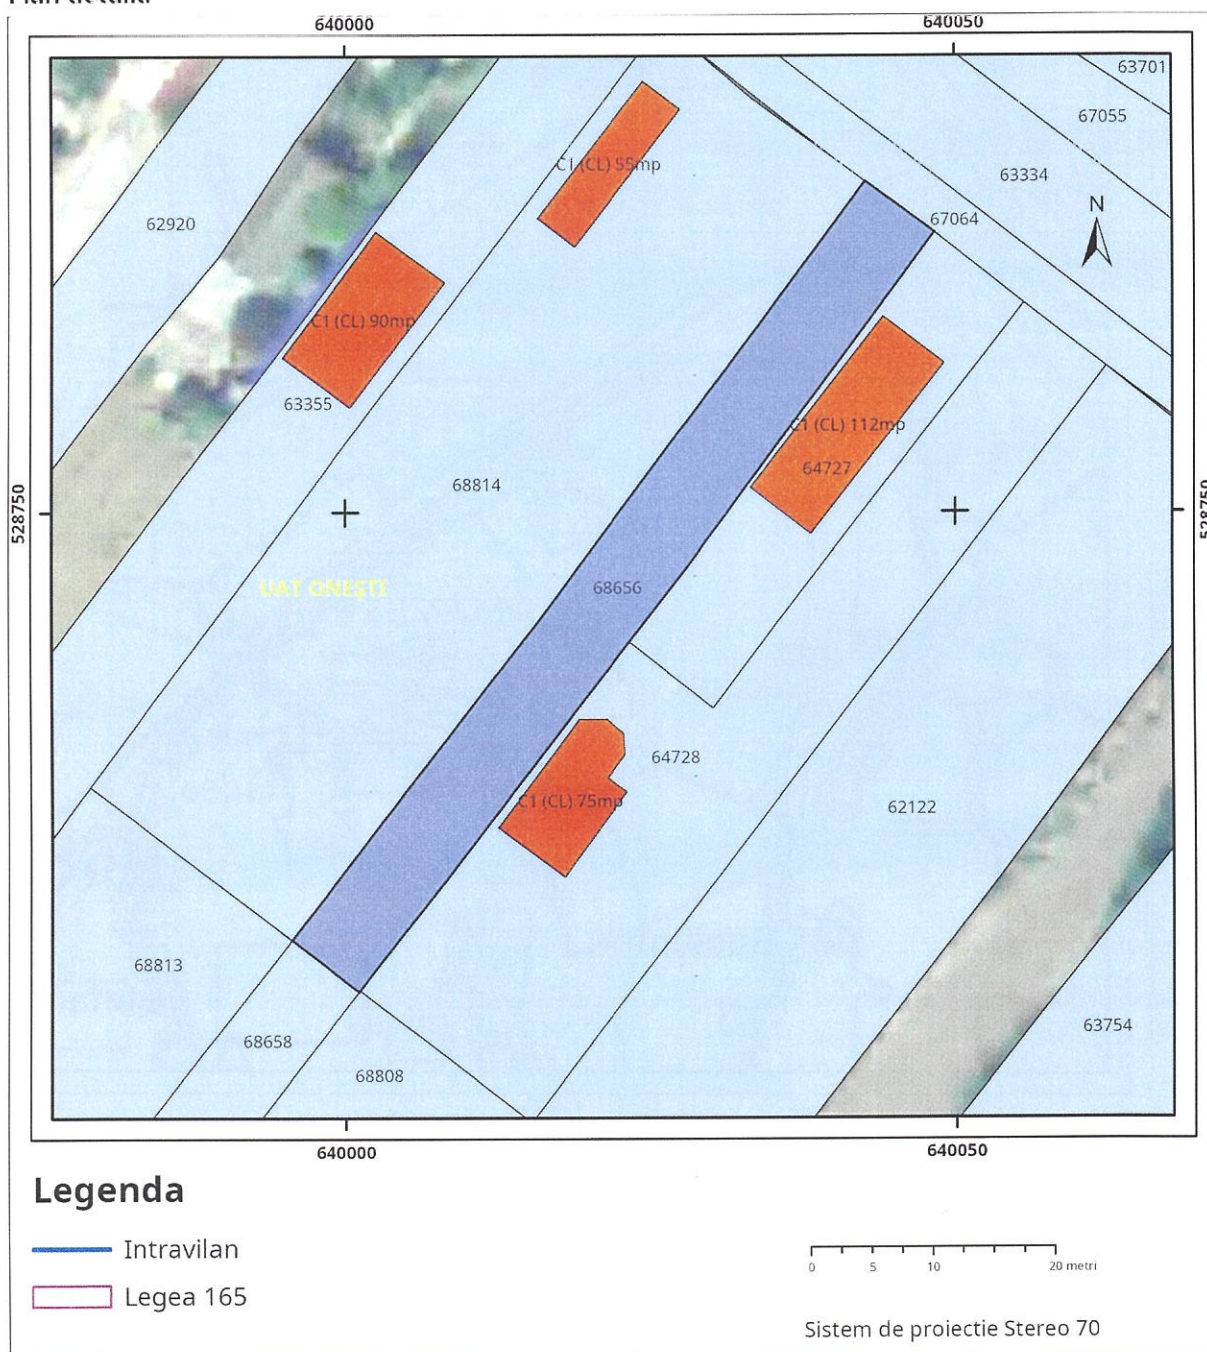 640000 640050
63701
67055
C1 (CL) 55mp
63334
N
67064
62920
C1 (CL) 90mp
63355
C1 (CL) 112mp
64727
68814
528750 528750
UAT ONEŞTI
68656
64728
C1 (CL) 75mp
62122
68813
63754
68658
68808
640000 640050
Legenda
Intravilan
Legea 165
0 5 10 20 metri
Sistem de proiectie Stereo 70